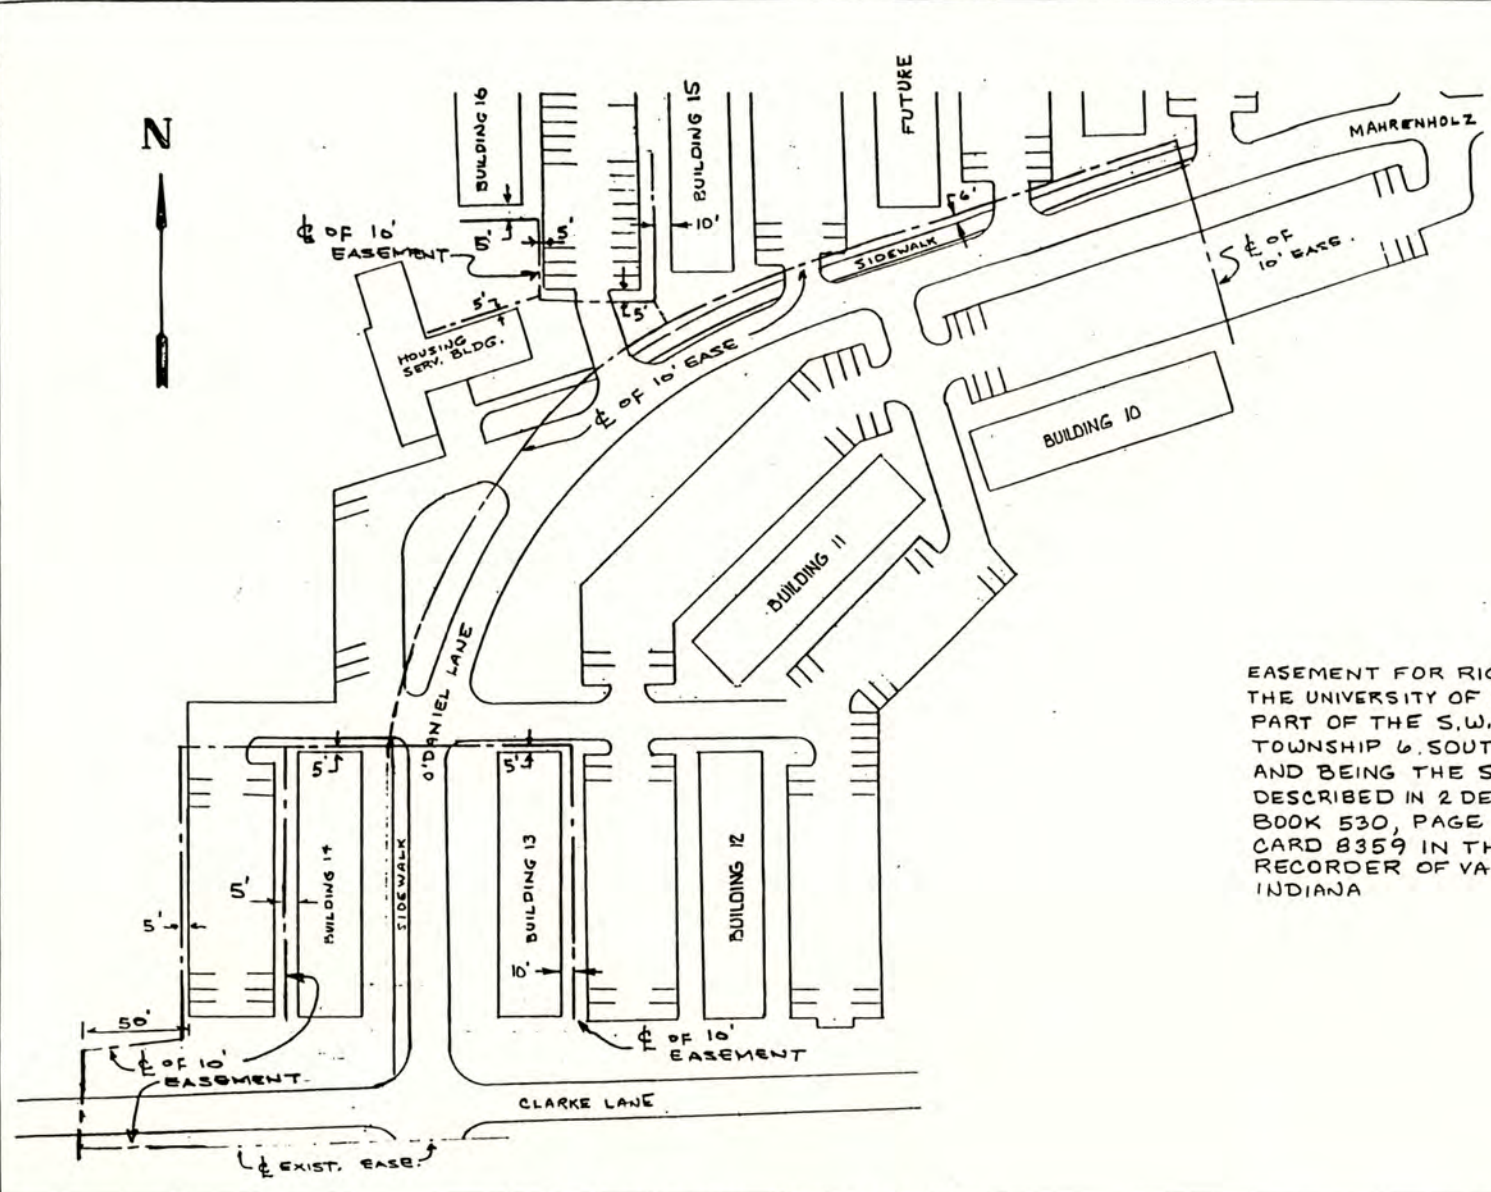 N
BUILDING 16
BUILDING 15
FUTURE
MAHRENHOLZ
℄ OF 10'
EASEMENT
5'
5'
10'
6'
SIDEWALK
℄ OF
10' EASE.
5'
5'
HOUSING
SERV. BLDG.
℄ OF 10' EASE
BUILDING 10
BUILDING 11
O'DANIEL LANE
EASEMENT FOR RIG
THE UNIVERSITY OF
PART OF THE S.W.
TOWNSHIP 6. SOUT
AND BEING THE S
DESCRIBED IN 2 DE
BOOK 530, PAGE
CARD 8359 IN TH
RECORDER OF VA
INDIANA
5'
5'
5'
BUILDING 14
SIDEWALK
BUILDING 13
BUILDING 12
5'
10'
50'
℄ OF 10'
EASEMENT
℄ OF 10'
EASEMENT
CLARKE LANE
℄ EXIST. EASE.